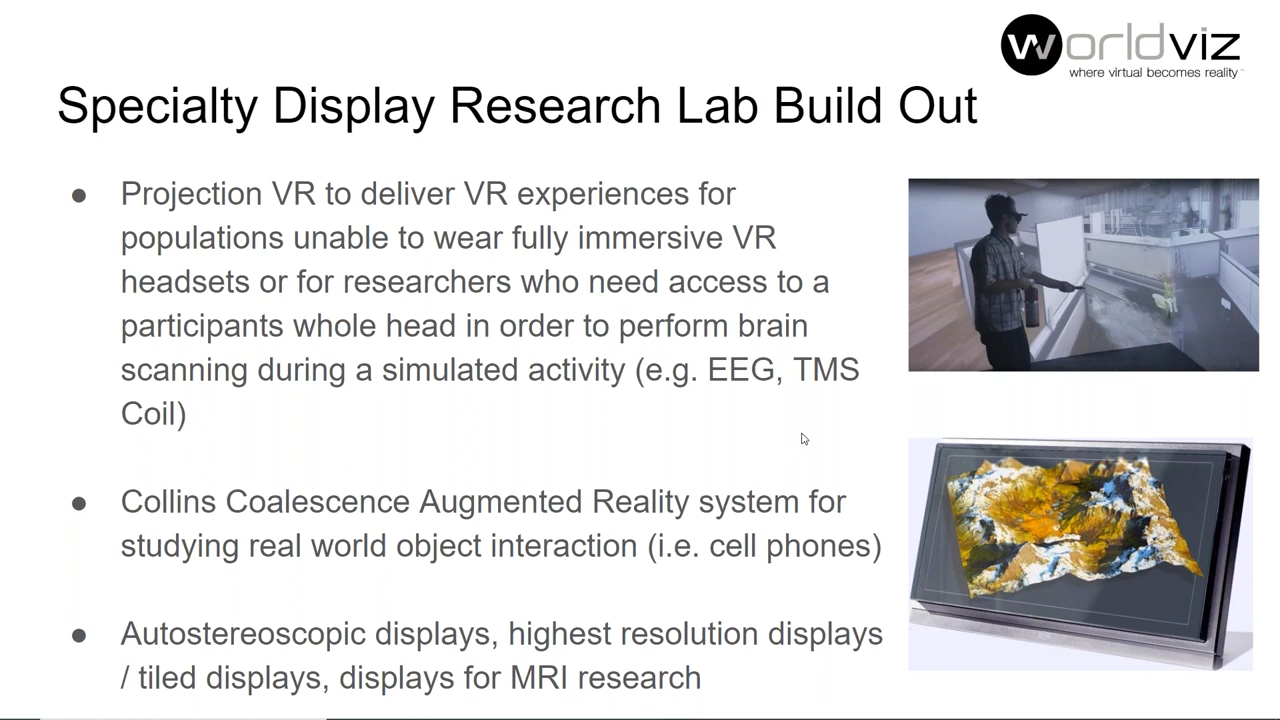 worldviz
where virtual becomes reality
Specialty Display Research Lab Build Out
● Projection VR to deliver VR experiences for
populations unable to wear fully immersive VR
headsets or for researchers who need access to a
participants whole head in order to perform brain
scanning during a simulated activity (e.g. EEG, TMS
Coil)
● Collins Coalescence Augmented Reality system for
studying real world object interaction (i.e. cell phones)
● Autostereoscopic displays, highest resolution displays
/ tiled displays, displays for MRI research